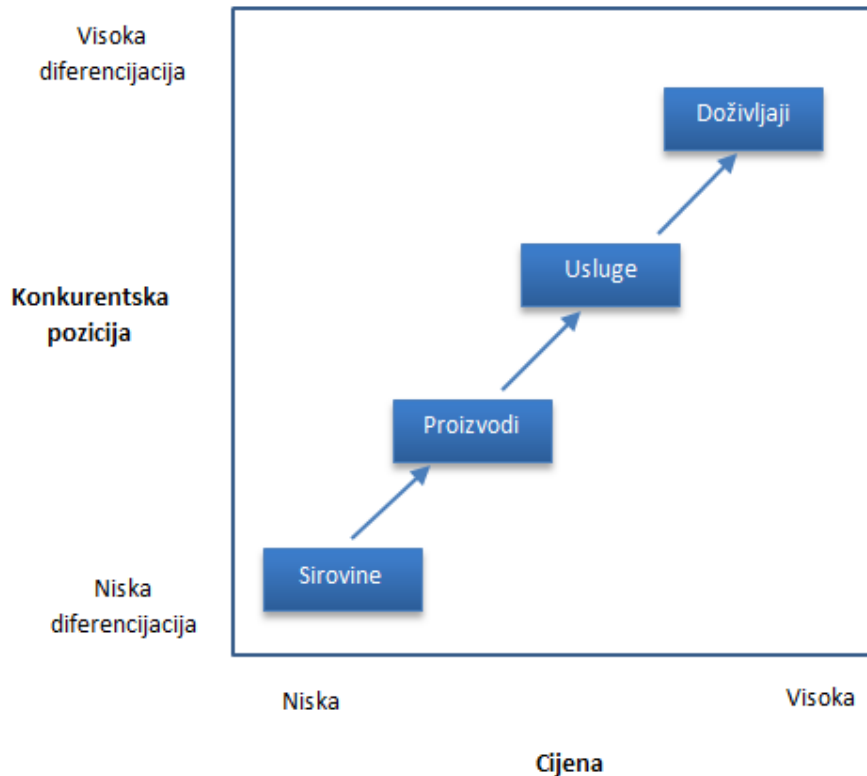 Visoka
diferencijacija
Doživljaji
Usluge
Konkurentska
pozicija
Proizvodi
Sirovine
Niska
diferencijacija
Niska
Visoka
Cijena